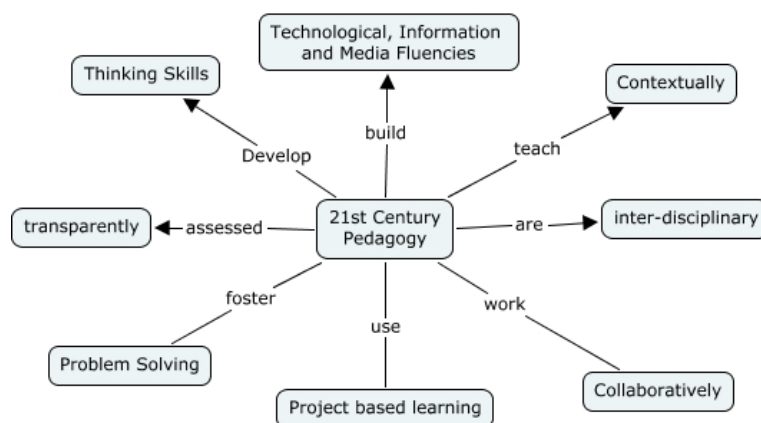 Technological, Information
and Media Fluencies
Thinking Skills
Contextually
build
Develop
teach
21st Century
Pedagogy
transparently
assessed
are
inter-disciplinary
foster
work
use
Problem Solving
Collaboratively
Project based learning